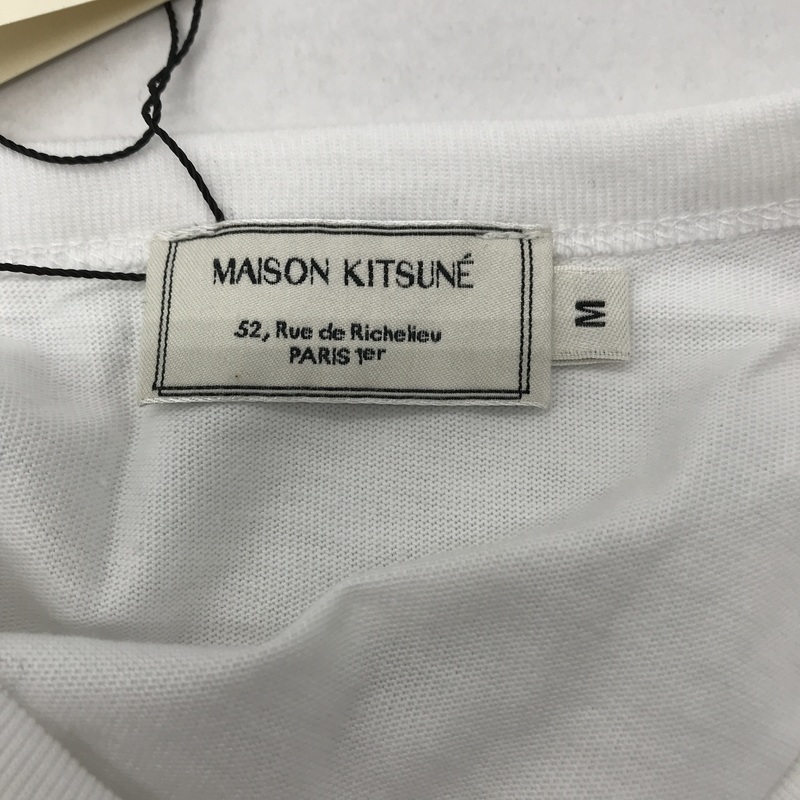 MAISON KITSUNÉ
52, Rue de Richelieu
PARIS 1er
M